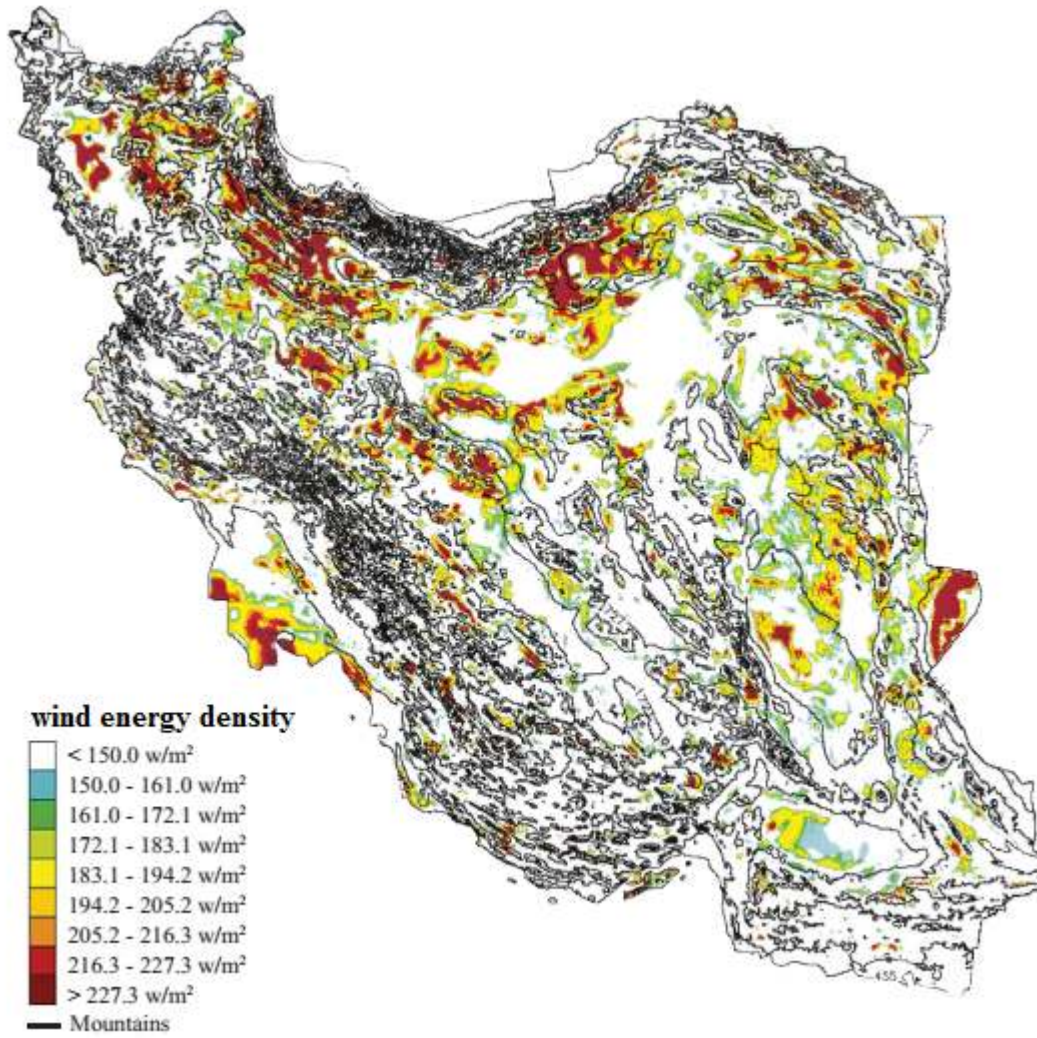 wind energy density
< 150.0 w/m²
150.0 - 161.0 w/m²
161.0 - 172.1 w/m²
172.1 - 183.1 w/m²
183.1 - 194.2 w/m²
194.2 - 205.2 w/m²
205.2 - 216.3 w/m²
216.3 - 227.3 w/m²
> 227.3 w/m²
Mountains